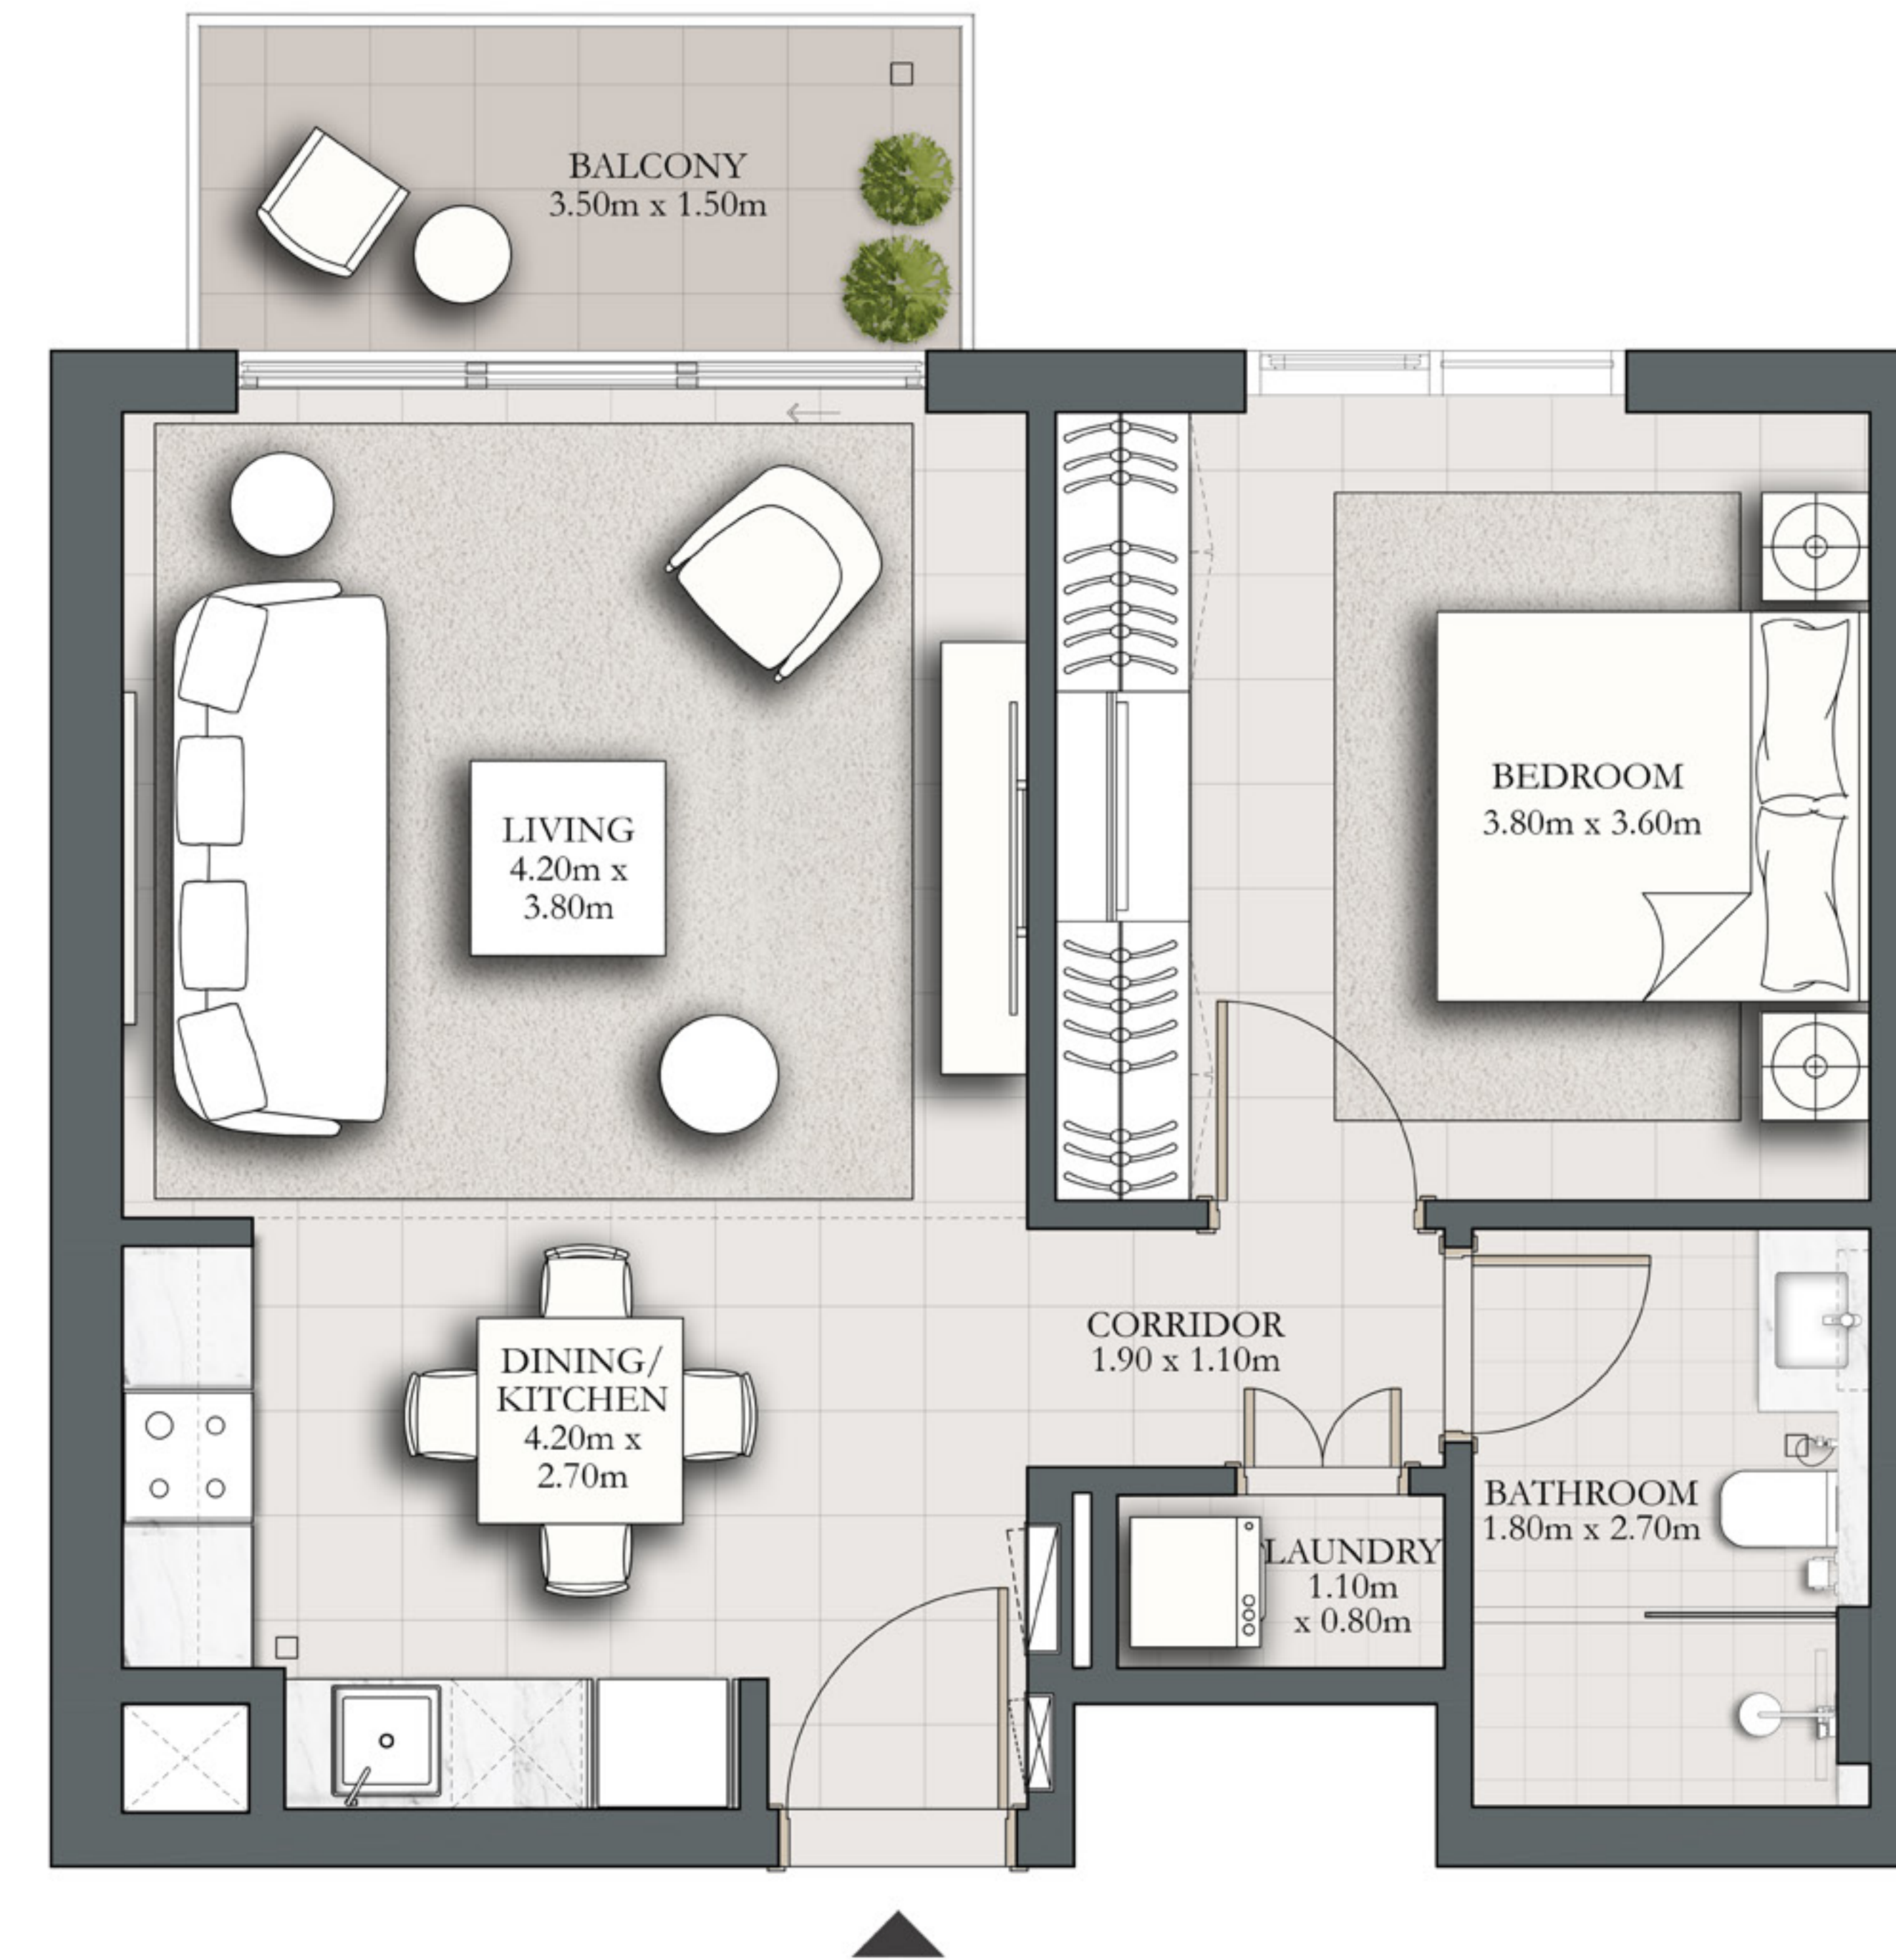 BALCONY
3.50m x 1.50m
LIVING
4.20m x
3.80m
BEDROOM
3.80m x 3.60m
DINING/
KITCHEN
4.20m x
2.70m
CORRIDOR
1.90 x 1.10m
BATHROOM
1.80m x 2.70m
LAUNDRY
1.10m
x 0.80m